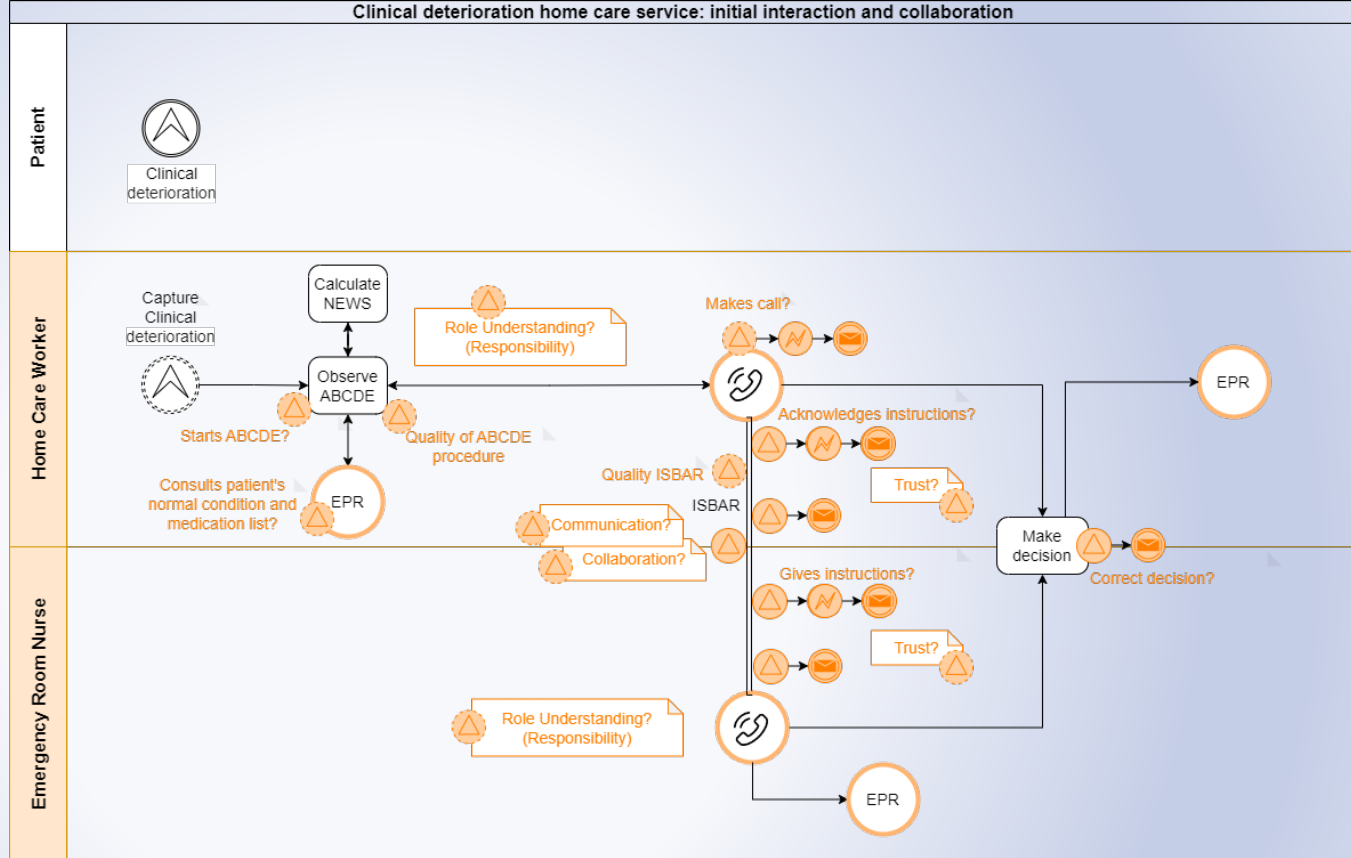 Clinical deterioration home care service: initial interaction and collaboration
Patient
Clinical
deterioration
Home Care Worker
Capture
Clinical
deterioration
Calculate
NEWS
Observe
ABCDE
Starts ABCDE?
Quality of ABCDE
procedure
Consults patient's
normal condition and
medication list?
EPR
Role Understanding?
(Responsibility)
Makes call?
Acknowledges instructions?
Quality ISBAR
ISBAR
Trust?
Communication?
Collaboration?
Make
decision
Correct decision?
EPR
Emergency Room Nurse
Gives instructions?
Trust?
Role Understanding?
(Responsibility)
EPR